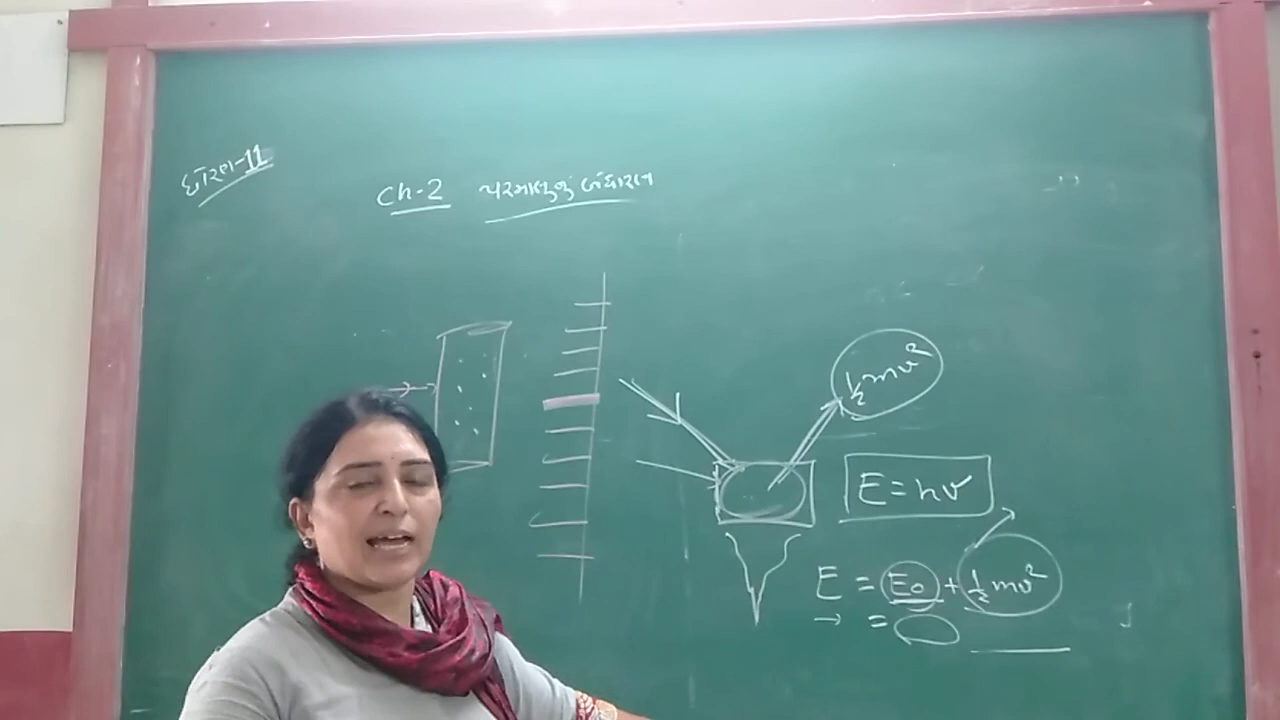 ધોરણ-11
Ch-2 પરમાણુનું બંધારણ
½mv²
E = hν
E = E₀ + ½mv²
→ =